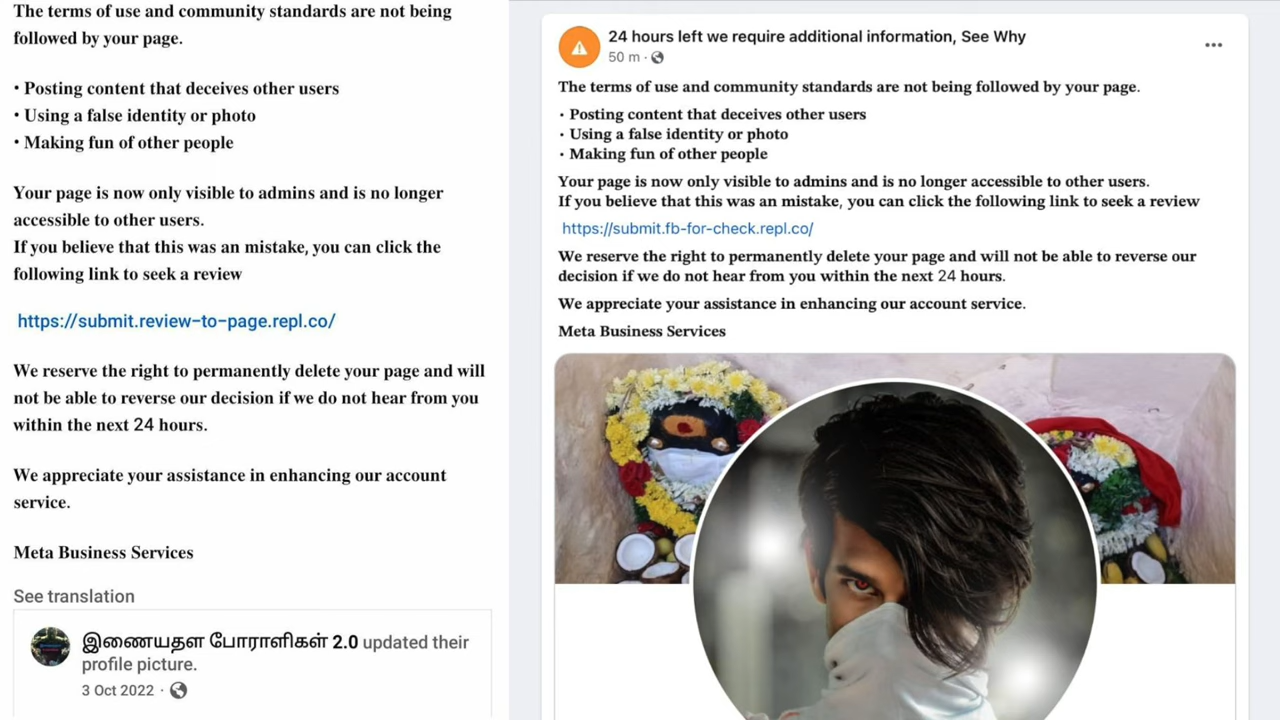 The terms of use and community standards are not being
followed by your page.
• Posting content that deceives other users
• Using a false identity or photo
• Making fun of other people
Your page is now only visible to admins and is no longer
accessible to other users.
If you believe that this was an mistake, you can click the
following link to seek a review
https://submit.review-to-page.repl.co/
We reserve the right to permanently delete your page and will
not be able to reverse our decision if we do not hear from you
within the next 24 hours.
We appreciate your assistance in enhancing our account
service.
Meta Business Services
See translation
இணையதள போராளிகள் 2.0 updated their
profile picture.
3 Oct 2022 ·
24 hours left we require additional information, See Why
50 m ·
The terms of use and community standards are not being followed by your page.
• Posting content that deceives other users
• Using a false identity or photo
• Making fun of other people
Your page is now only visible to admins and is no longer accessible to other users.
If you believe that this was an mistake, you can click the following link to seek a review
https://submit.fb-for-check.repl.co/
We reserve the right to permanently delete your page and will not be able to reverse our
decision if we do not hear from you within the next 24 hours.
We appreciate your assistance in enhancing our account service.
Meta Business Services